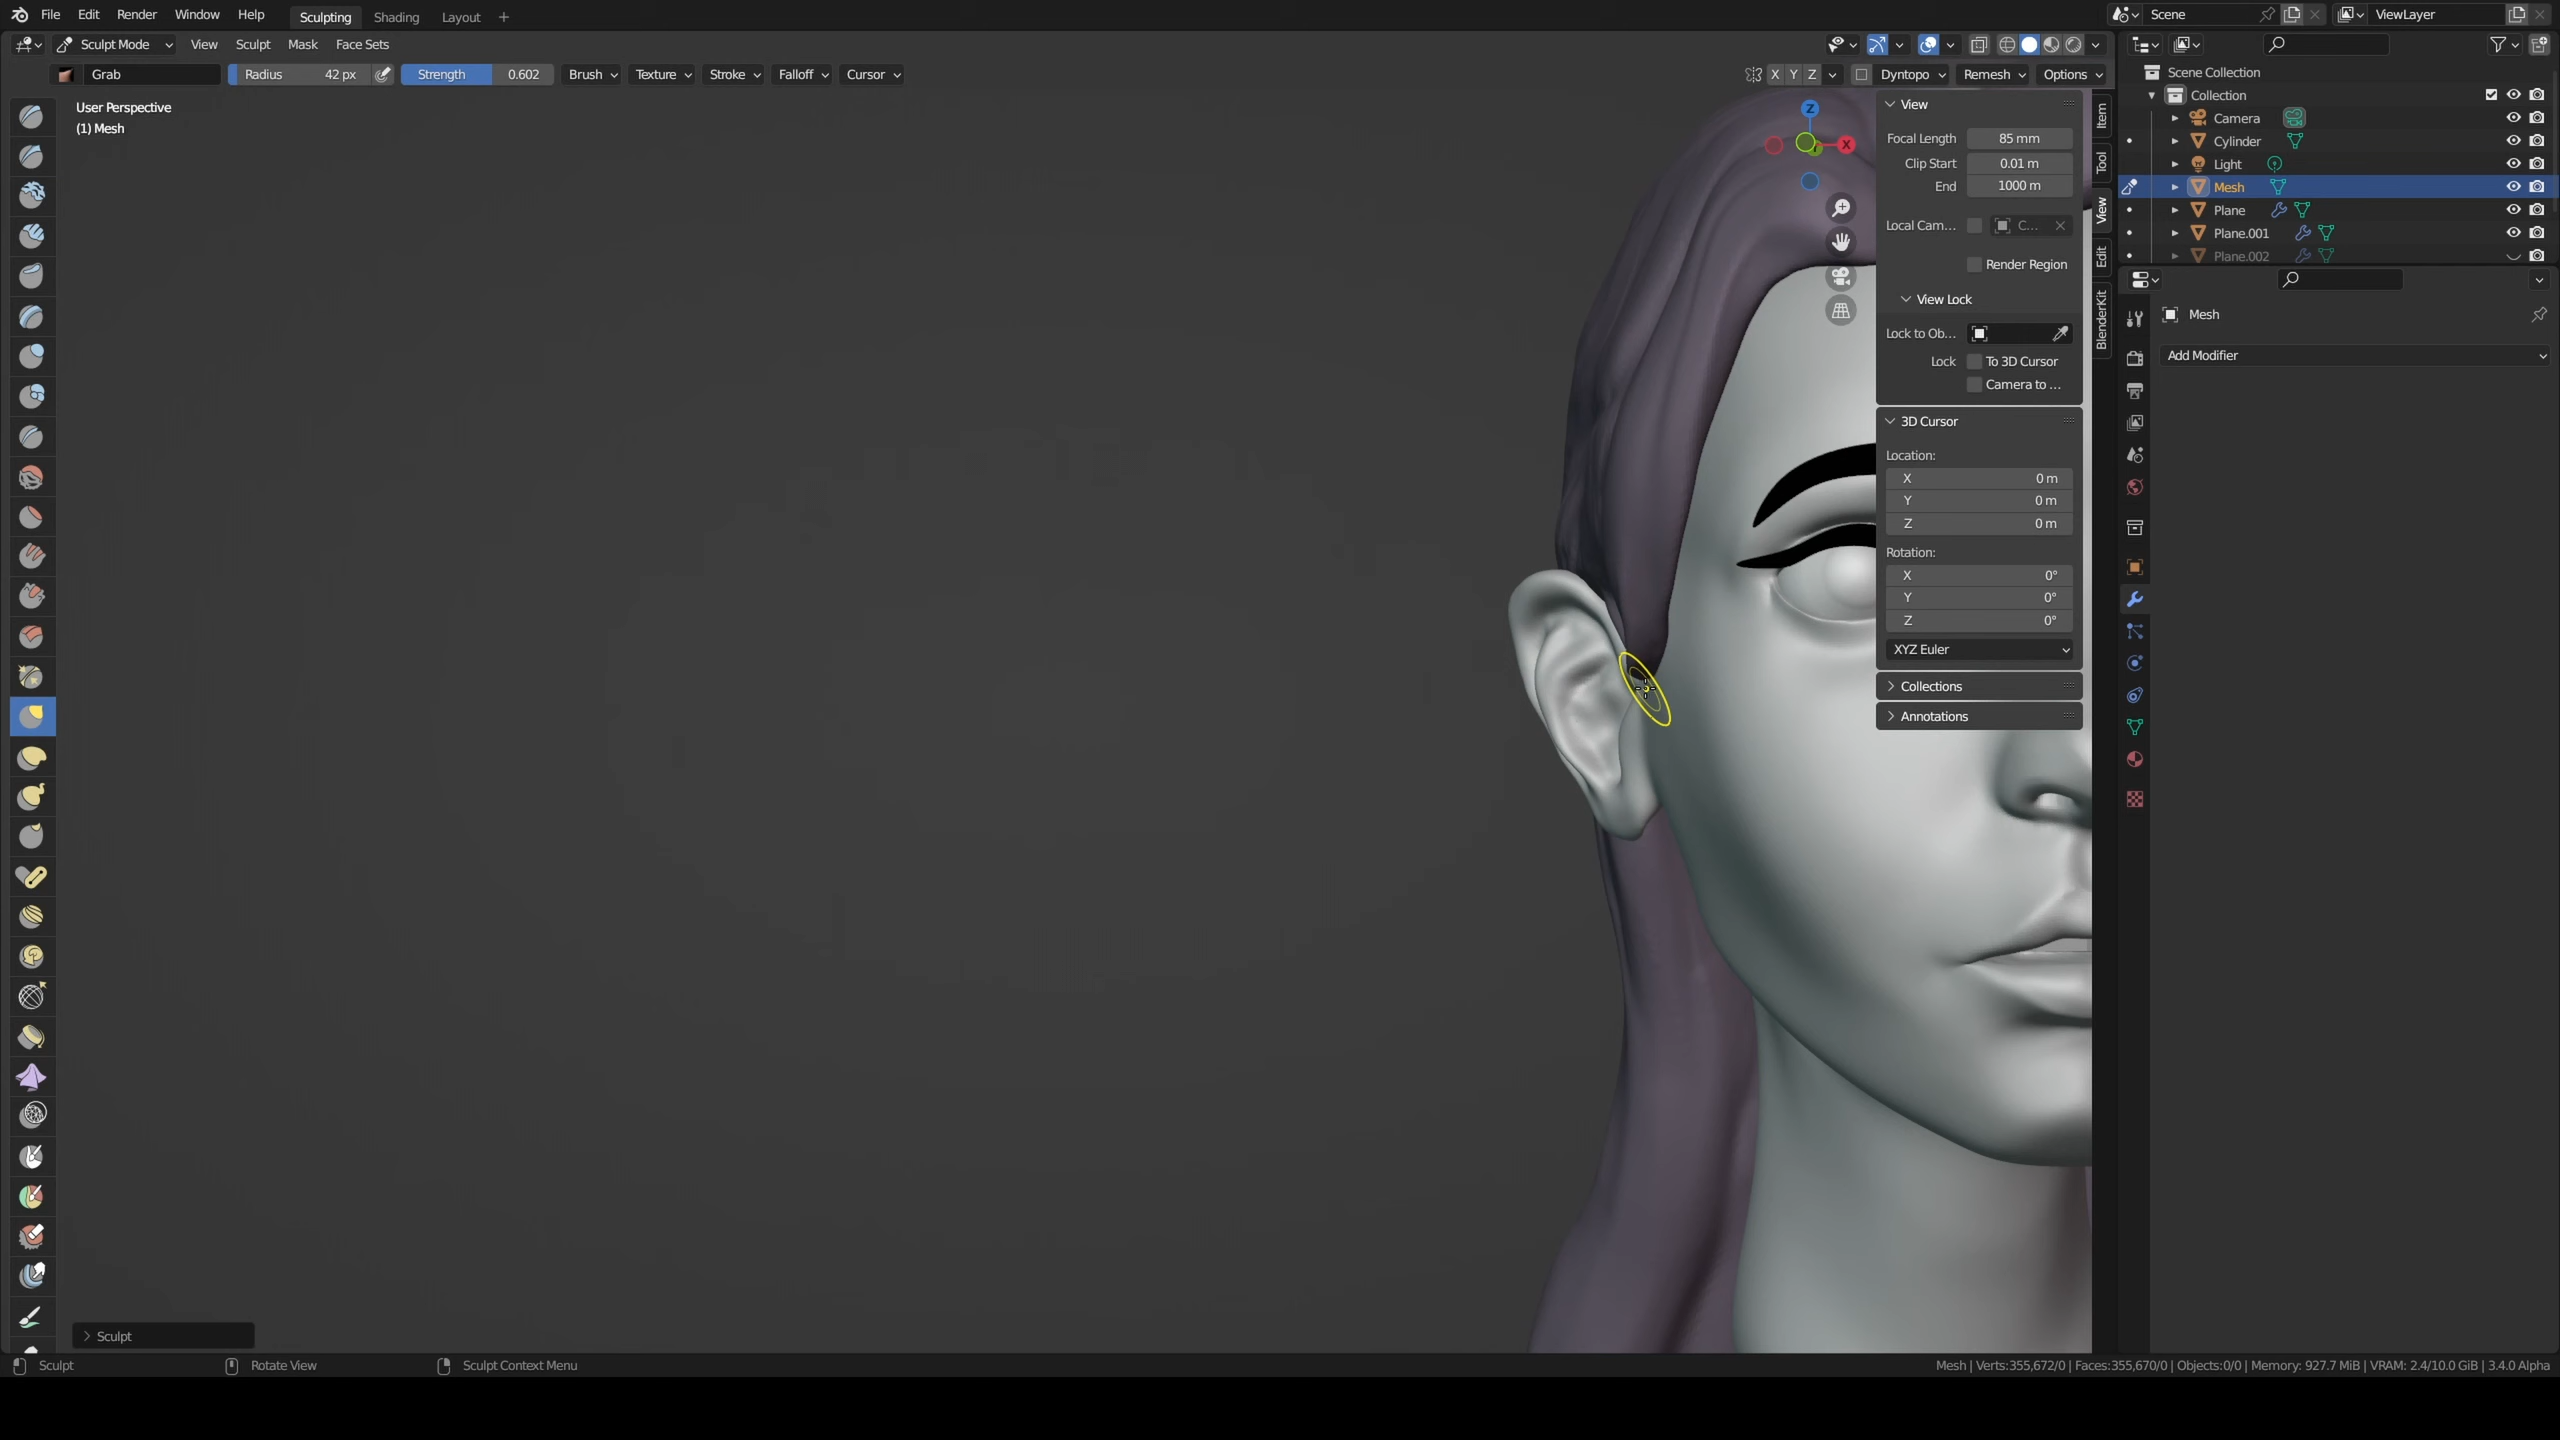 File Edit Render Window Help Sculpting Shading Layout + Scene ViewLayer
Sculpt Mode View Sculpt Mask Face Sets
Grab Radius 42 px Strength 0.602 Brush Texture Stroke Falloff Cursor X Y Z Dyntopo Remesh Options
User Perspective
(1) Mesh
Z
X
View
Focal Length 85 mm
Clip Start 0.01 m
End 1000 m
Local Cam... C...
Render Region
View Lock
Lock to Ob...
Lock To 3D Cursor
Camera to ...
3D Cursor
Location:
X 0 m
Y 0 m
Z 0 m
Rotation:
X 0°
Y 0°
Z 0°
XYZ Euler
Collections
Annotations
Item
Tool
View
Edit
BlenderKit
Scene Collection
Collection
Camera
Cylinder
Light
Mesh
Plane
Plane.001
Plane.002
Mesh
Add Modifier
Sculpt
Sculpt Rotate View Sculpt Context Menu Mesh | Verts:355,672/0 | Faces:355,670/0 | Objects:0/0 | Memory: 927.7 MiB | VRAM: 2.4/10.0 GiB | 3.4.0 Alpha